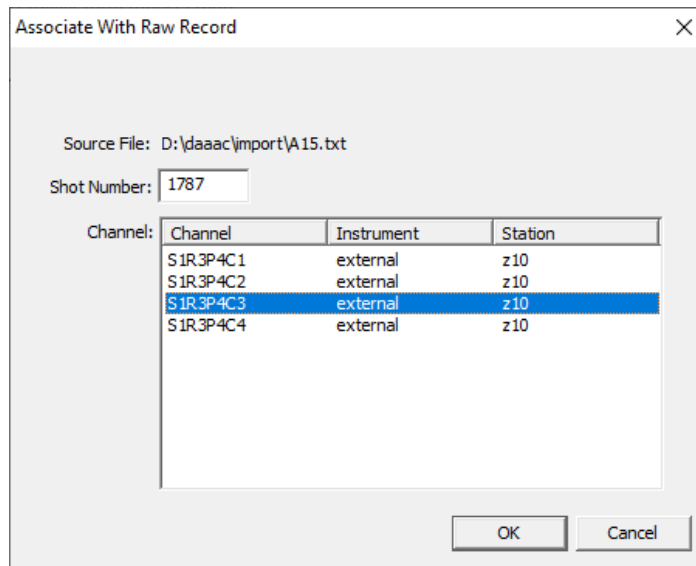 Associate With Raw Record
Source File: D:\daaac\import\A15.txt
Shot Number: 1787
Channel: Channel Instrument Station
S1R3P4C1 external z10
S1R3P4C2 external z10
S1R3P4C3 external z10
S1R3P4C4 external z10
OK Cancel